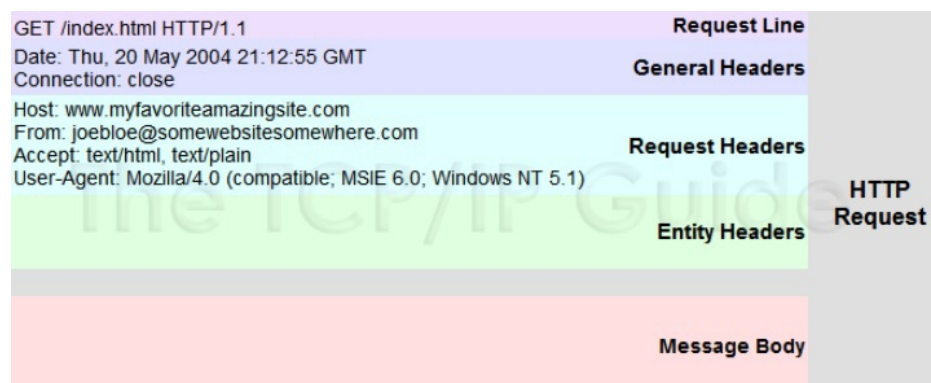 GET /index.html HTTP/1.1
Request Line
Date: Thu, 20 May 2004 21:12:55 GMT
Connection: close
General Headers
Host: www.myfavoriteamazingsite.com
From: joebloe@somewebsitesomewhere.com
Accept: text/html, text/plain
User-Agent: Mozilla/4.0 (compatible; MSIE 6.0; Windows NT 5.1)
Request Headers
Entity Headers
Message Body
HTTP
Request
The TCP/IP Guide